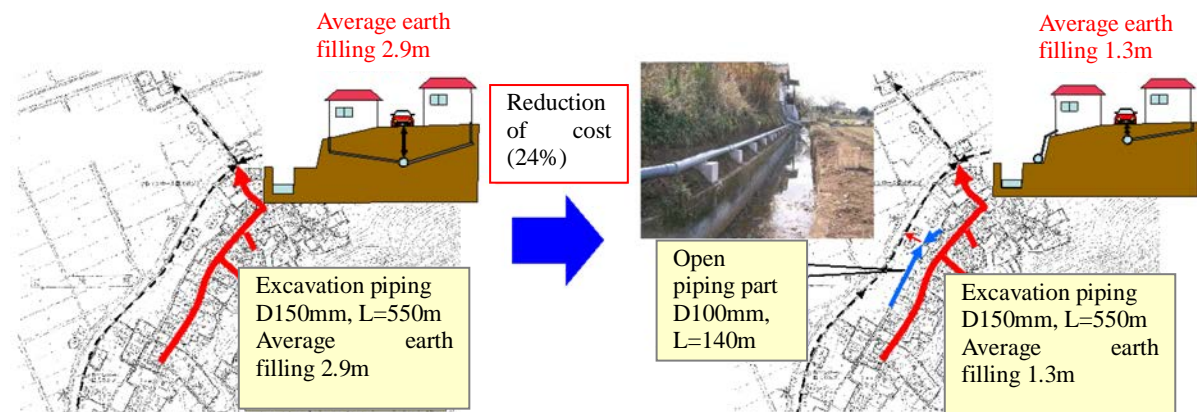 Average earth
filling 2.9m
Excavation piping
D150mm, L=550m
Average earth
filling 2.9m
Reduction
of cost
(24%)
Average earth
filling 1.3m
Open
piping part
D100mm,
L=140m
Excavation piping
D150mm, L=550m
Average earth
filling 1.3m